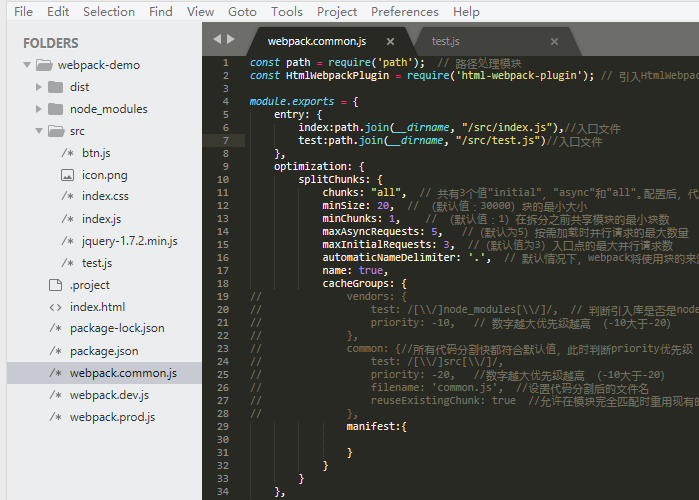 File Edit Selection Find View Goto Tools Project Preferences Help
FOLDERS
webpack-demo
dist
node_modules
src
btn.js
icon.png
index.css
index.js
jquery-1.7.2.min.js
test.js
.project
index.html
package-lock.json
package.json
webpack.common.js
webpack.dev.js
webpack.prod.js
webpack.common.js × test.js ×
1 const path = require('path'); // 路径处理模块
2 const HtmlWebpackPlugin = require('html-webpack-plugin'); // 引入HtmlWebpac
3
4 module.exports = {
5 entry: {
6 index:path.join(__dirname, "/src/index.js"),//入口文件
7 test:path.join(__dirname, "/src/test.js")//入口文件
8 },
9 optimization: {
10 splitChunks: {
11 chunks: "all", // 共有3个值"initial", "async"和"all"。配置后，代
12 minSize: 20, // （默认值：30000）块的最小大小
13 minChunks: 1, // （默认值：1）在拆分之前共享模块的最小块数
14 maxAsyncRequests: 5, //（默认为5）按需加载时并行请求的最大数量
15 maxInitialRequests: 3, //（默认值为3）入口点的最大并行请求数
16 automaticNameDelimiter: '.', // 默认情况下，webpack将使用块的来源
17 name: true,
18 cacheGroups: {
19 // vendors: {
20 // test: /[\\/]node_modules[\\/]/, // 判断引入库是否是node
21 // priority: -10, // 数字越大优先级越高 （-10大于-20）
22 // },
23 // common: {//所有代码分割快都符合默认值，此时判断priority优先级
24 // test: /[\\/]src[\\/]/,
25 // priority: -20, //数字越大优先级越高 （-10大于-20）
26 // filename: 'common.js', //设置代码分割后的文件名
27 // reuseExistingChunk: true //允许在模块完全匹配时重用现有的
28 // },
29 manifest:{
30
31 }
32 }
33 }
34 },